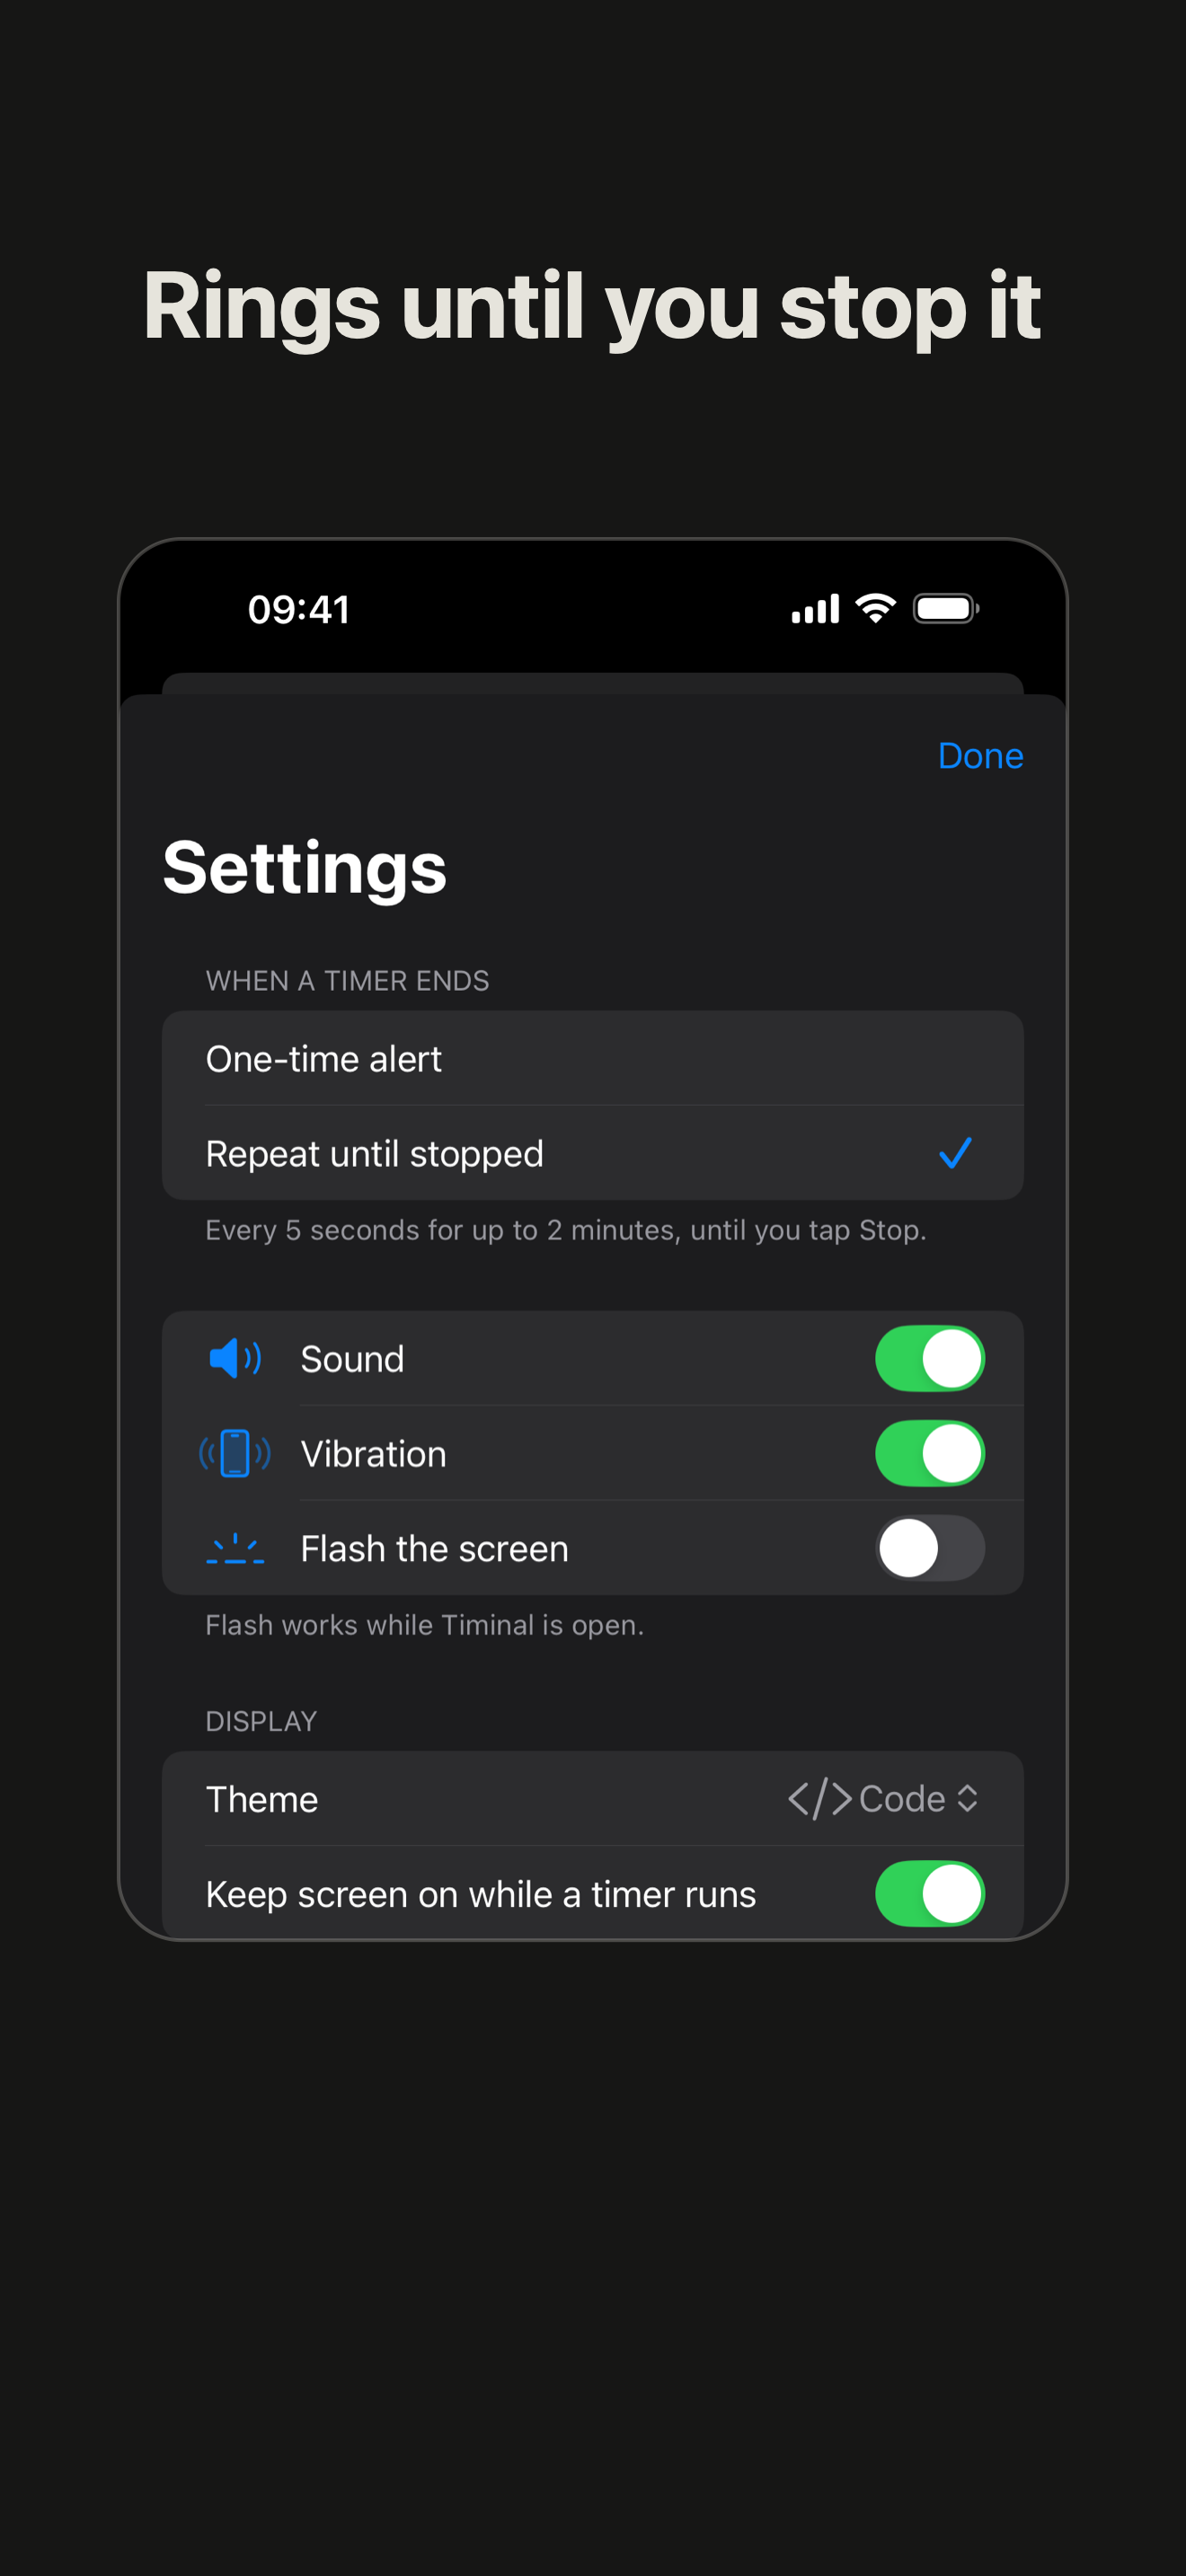 Rings until you stop it
09:41
Done
Settings
WHEN A TIMER ENDS
One-time alert
Repeat until stopped
Every 5 seconds for up to 2 minutes, until you tap Stop.
Sound
Vibration
Flash the screen
Flash works while Timinal is open.
DISPLAY
Theme </> Code
Keep screen on while a timer runs